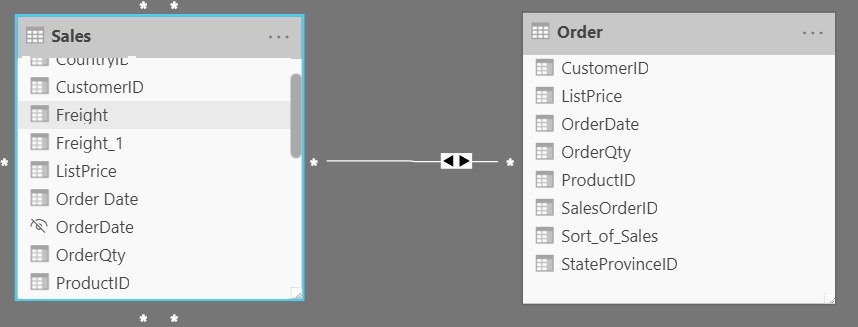 * *
Sales ...
CountryID
CustomerID
Freight
Freight_1
ListPrice
Order Date
OrderDate
OrderQty
ProductID
* * *
* *
Order ...
CustomerID
ListPrice
OrderDate
OrderQty
ProductID
SalesOrderID
Sort_of_Sales
StateProvinceID